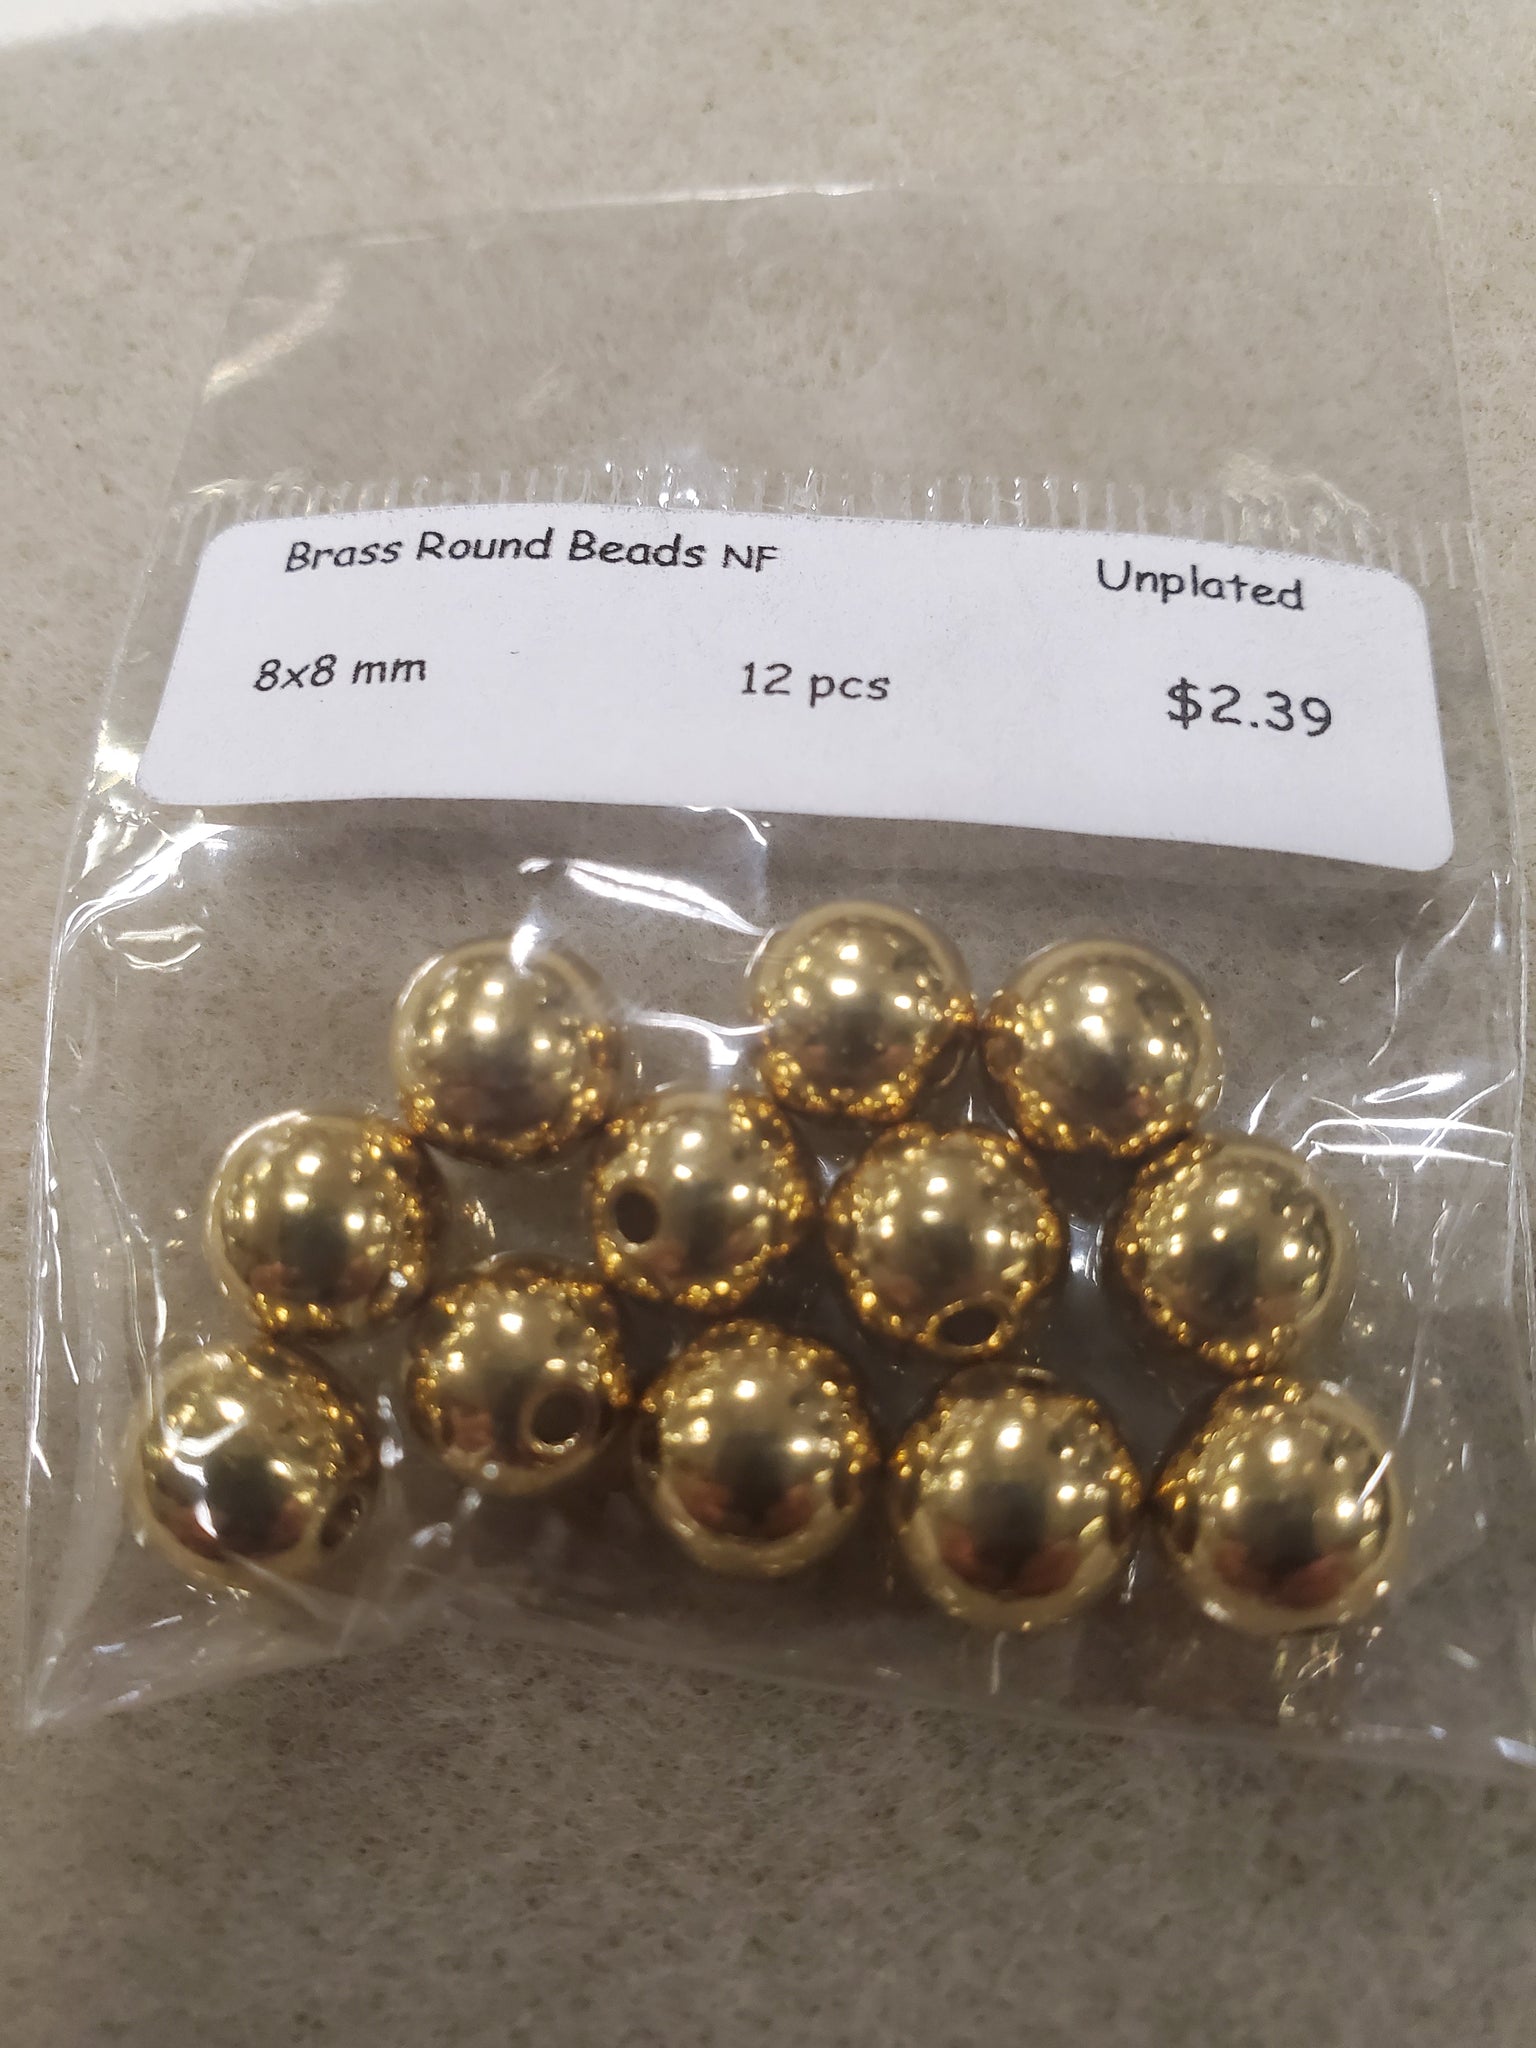 Brass Round Beads NF Unplated
8x8 mm 12 pcs $2.39